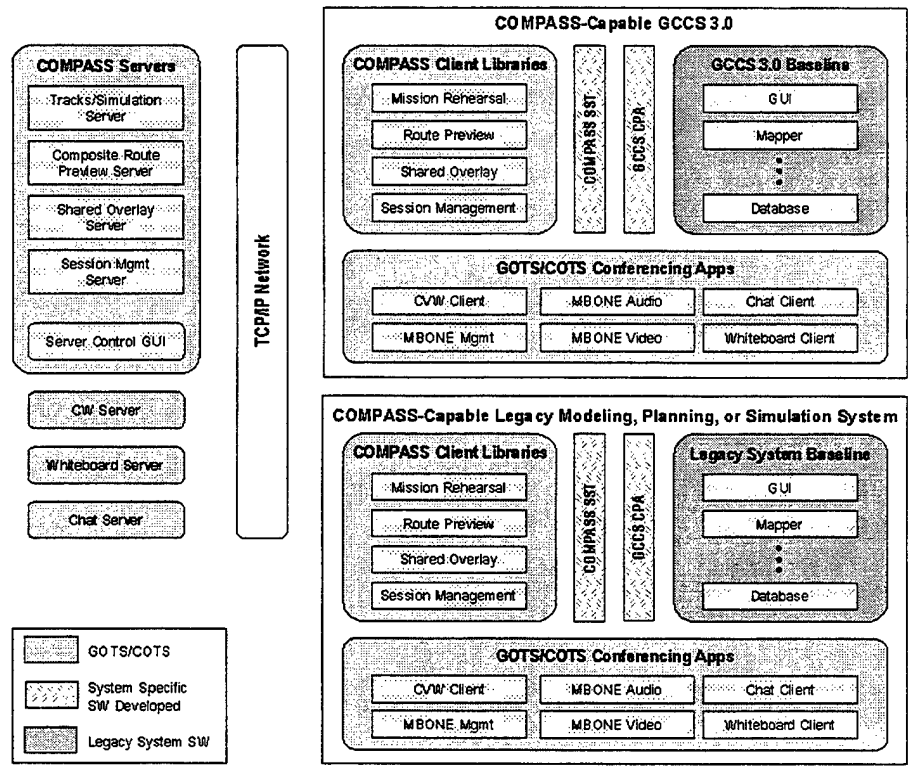 COMPASS Servers
Tracks/Simulation
Server
Composite Route
Preview Server
Shared Overlay
Server
Session Mgmt
Server
Server Control GUI
CW Server
Whiteboard Server
Chat Server
TCP/IP Network
COMPASS-Capable GCCS 3.0
COMPASS Client Libraries
Mission Rehearsal
Route Preview
Shared Overlay
Session Management
COMPASS SST
GCCS CPA
GCCS 3.0 Baseline
GUI
Mapper
Database
GOTS/COTS Conferencing Apps
CVW Client
MBONE Audio
Chat Client
MBONE Mgmt
MBONE Video
Whiteboard Client
COMPASS-Capable Legacy Modeling, Planning, or Simulation System
COMPASS Client Libraries
Mission Rehearsal
Route Preview
Shared Overlay
Session Management
COMPASS SST
GCCS CPA
Legacy System Baseline
GUI
Mapper
Database
GOTS/COTS Conferencing Apps
CVW Client
MBONE Audio
Chat Client
MBONE Mgmt
MBONE Video
Whiteboard Client
GOTS/COTS
System Specific
SW Developed
Legacy System SW